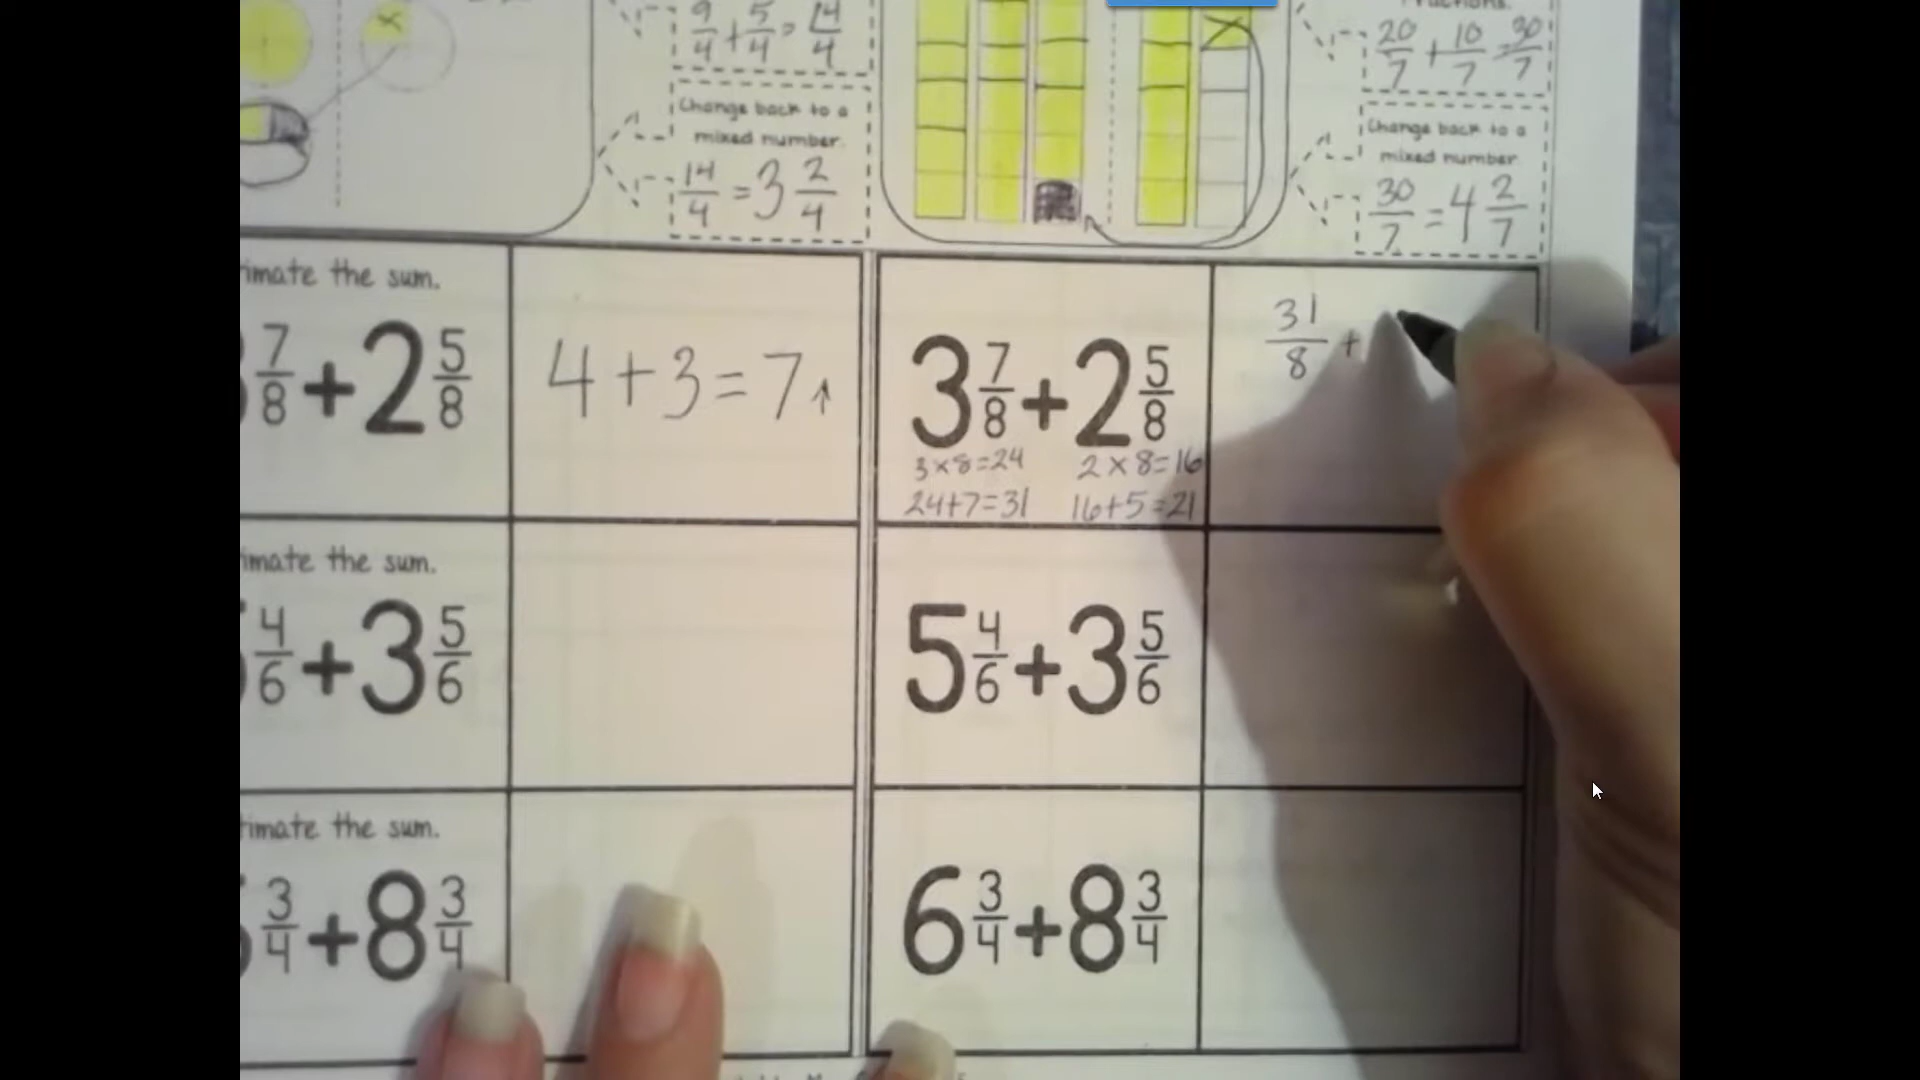 9/4 + 5/4 = 14/4
Change back to a
mixed number.
14/4 = 3 2/4
20/7 + 10/7 = 30/7
Change back to a
mixed number
30/7 = 4 2/7
the sum.
7/8 + 2 5/8
4 + 3 = 7↑
3 7/8 + 2 5/8
3×8=24 2×8=16
24+7=31 16+5=21
31/8 +
the sum.
4/6 + 3 5/6
5 4/6 + 3 5/6
the sum.
3/4 + 8 3/4
6 3/4 + 8 3/4